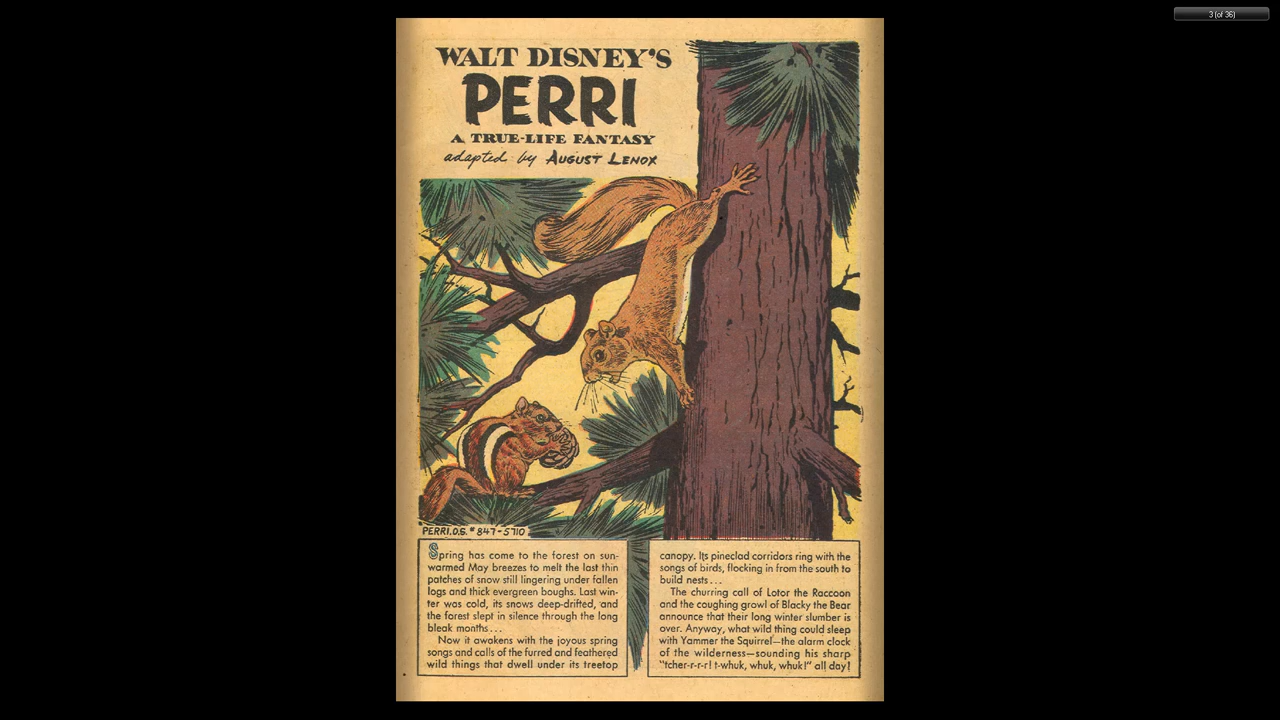 3 (of 36)
WALT DISNEY'S
PERRI
A TRUE-LIFE FANTASY
adapted by AUGUST LENOX
PERRI.O.S. #847-5710
Spring has come to the forest on sun-
warmed May breezes to melt the last thin
patches of snow still lingering under fallen
logs and thick evergreen boughs. Last win-
ter was cold, its snows deep-drifted, and
the forest slept in silence through the long
bleak months...
Now it awakens with the joyous spring
songs and calls of the furred and feathered
wild things that dwell under its treetop
canopy. Its pineclad corridors ring with the
songs of birds, flocking in from the south to
build nests...
The churring call of Lotor the Raccoon
and the coughing growl of Blacky the Bear
announce that their long winter slumber is
over. Anyway, what wild thing could sleep
with Yammer the Squirrel—the alarm clock
of the wilderness—sounding his sharp
"tcher-r-r-r! t-whuk, whuk, whuk!" all day!